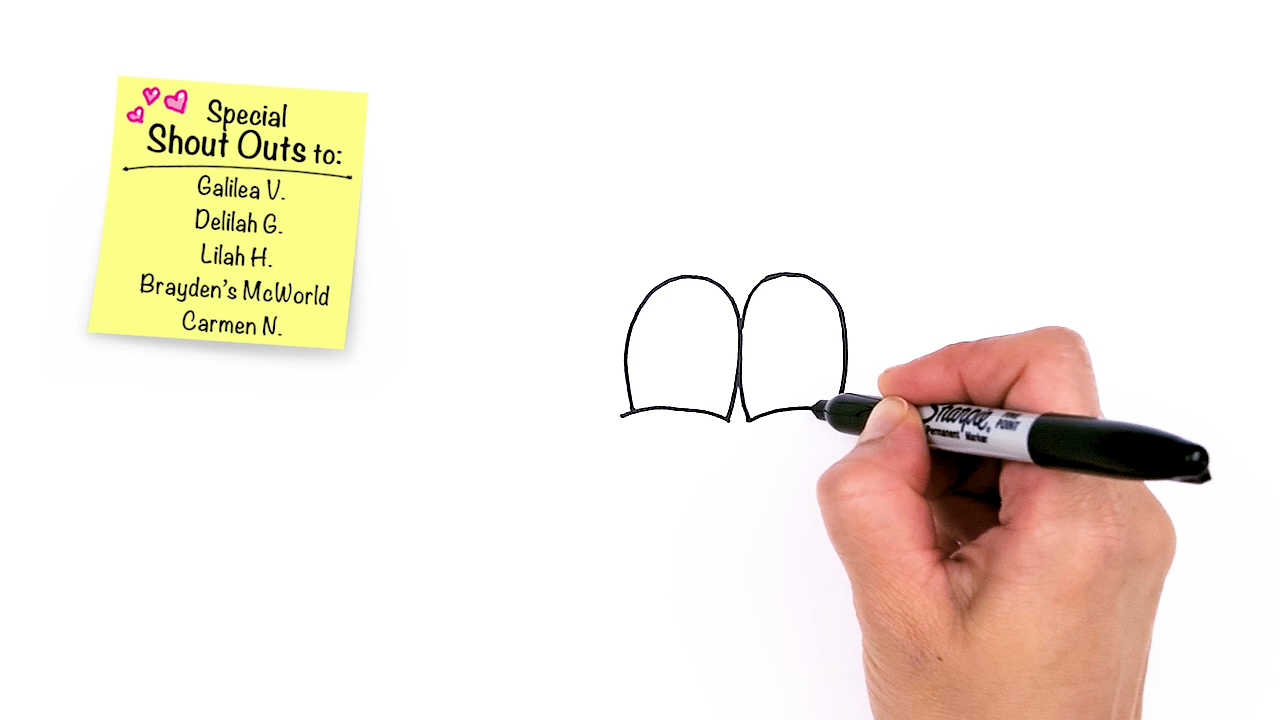 Special
Shout Outs to:
Galilea V.
Delilah G.
Lilah H.
Brayden's McWorld
Carmen N.
Sharpie
FINE POINT
Permanent Marker